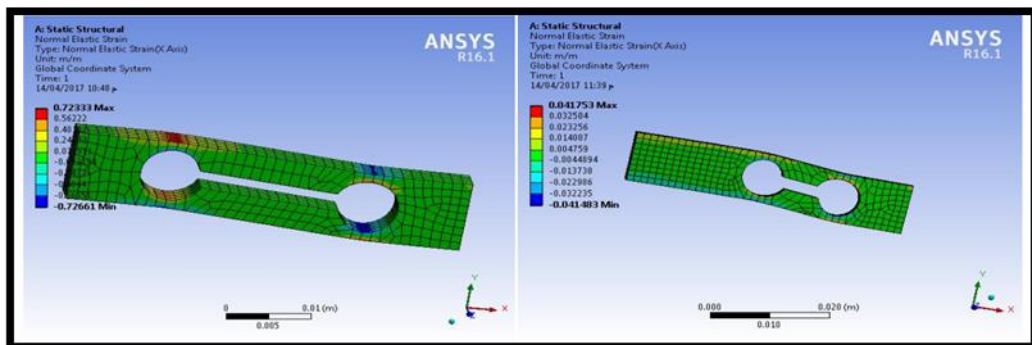 A: Static Structural
Normal Elastic Strain
Type: Normal Elastic Strain(X Axis)
Unit: m/m
Global Coordinate System
Time: 1
14/04/2017 10:48 م
ANSYS
R16.1
0.72333 Max
0.56222
-0.72661 Min
0
0.01 (m)
0.005
Y
X
A: Static Structural
Normal Elastic Strain
Type: Normal Elastic Strain(X Axis)
Unit: m/m
Global Coordinate System
Time: 1
14/04/2017 11:39 م
ANSYS
R16.1
0.041753 Max
0.032504
0.023256
0.014007
0.004759
-0.0044894
-0.013738
-0.022986
-0.032235
-0.041483 Min
0.000
0.020 (m)
0.010
Y
X